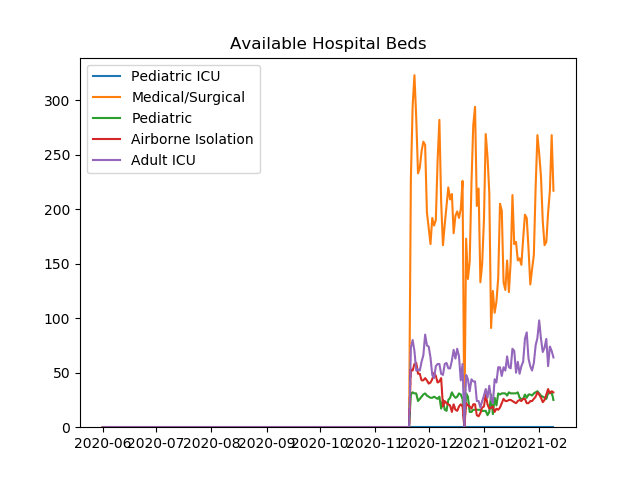 Available Hospital Beds
Pediatric ICU
Medical/Surgical
Pediatric
Airborne Isolation
Adult ICU
300
250
200
150
100
50
0
2020-06 2020-07 2020-08 2020-09 2020-10 2020-11 2020-12 2021-01 2021-02